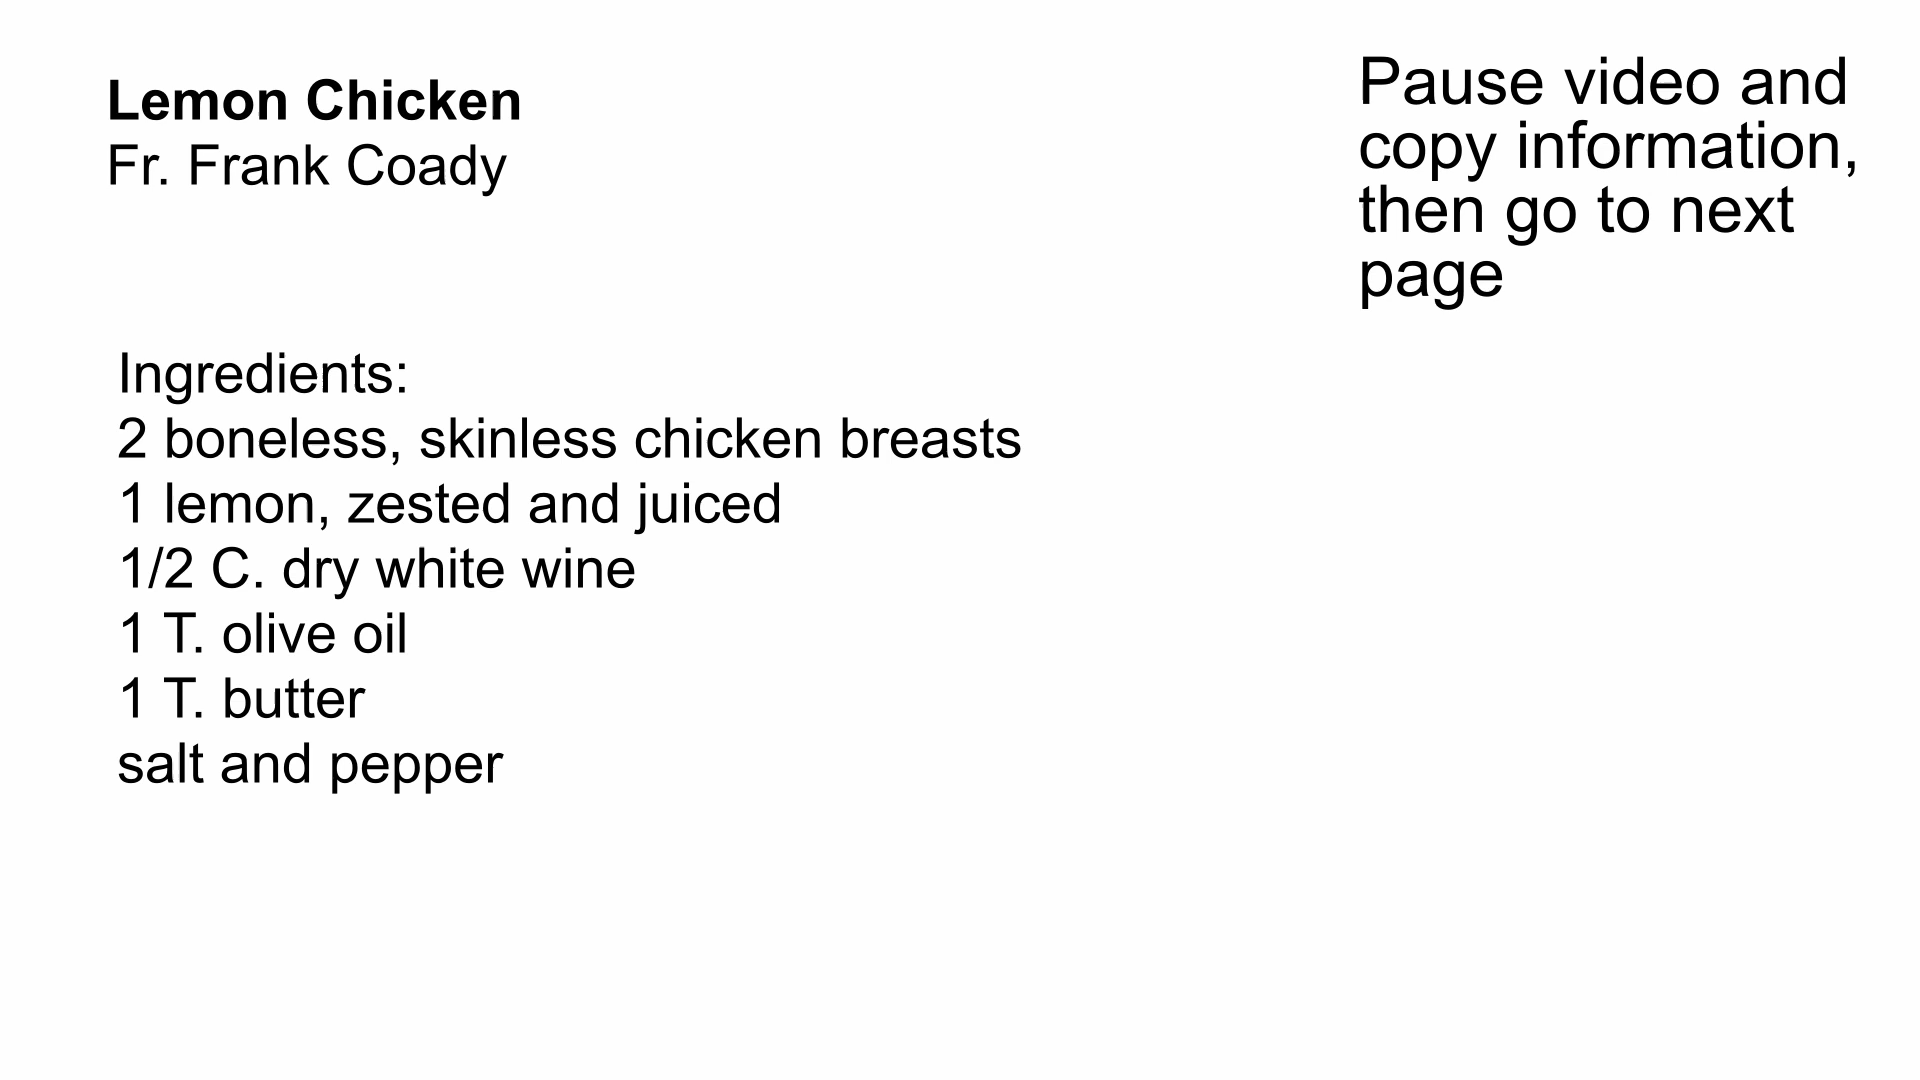 Lemon Chicken
Fr. Frank Coady
Pause video and
copy information,
then go to next
page
Ingredients:
2 boneless, skinless chicken breasts
1 lemon, zested and juiced
1/2 C. dry white wine
1 T. olive oil
1 T. butter
salt and pepper